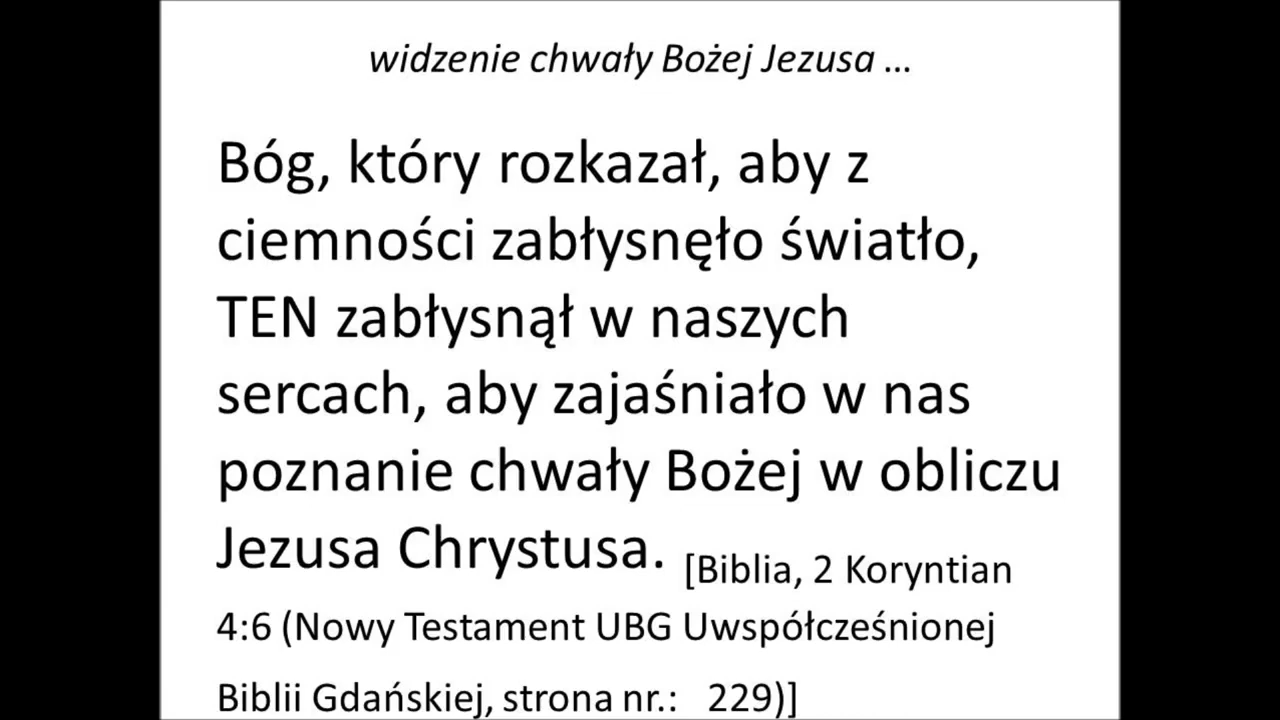 widzenie chwały Bożej Jezusa ...
Bóg, który rozkazał, aby z
ciemności zabłysnęło światło,
TEN zabłysnął w naszych
sercach, aby zajaśniało w nas
poznanie chwały Bożej w obliczu
Jezusa Chrystusa. [Biblia, 2 Koryntian
4:6 (Nowy Testament UBG Uwspółcześnionej
Biblii Gdańskiej, strona nr.: 229)]